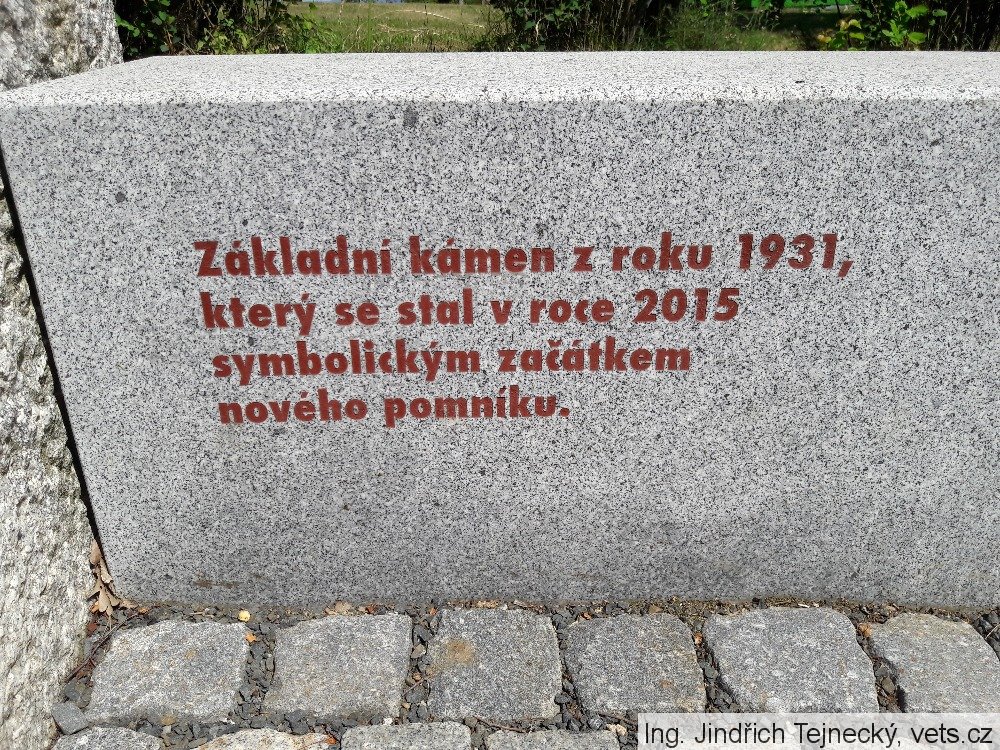 Základní kámen z roku 1931,
který se stal v roce 2015
symbolickým začátkem
nového pomníku.
Ing. Jindřich Tejnecký, vets.cz